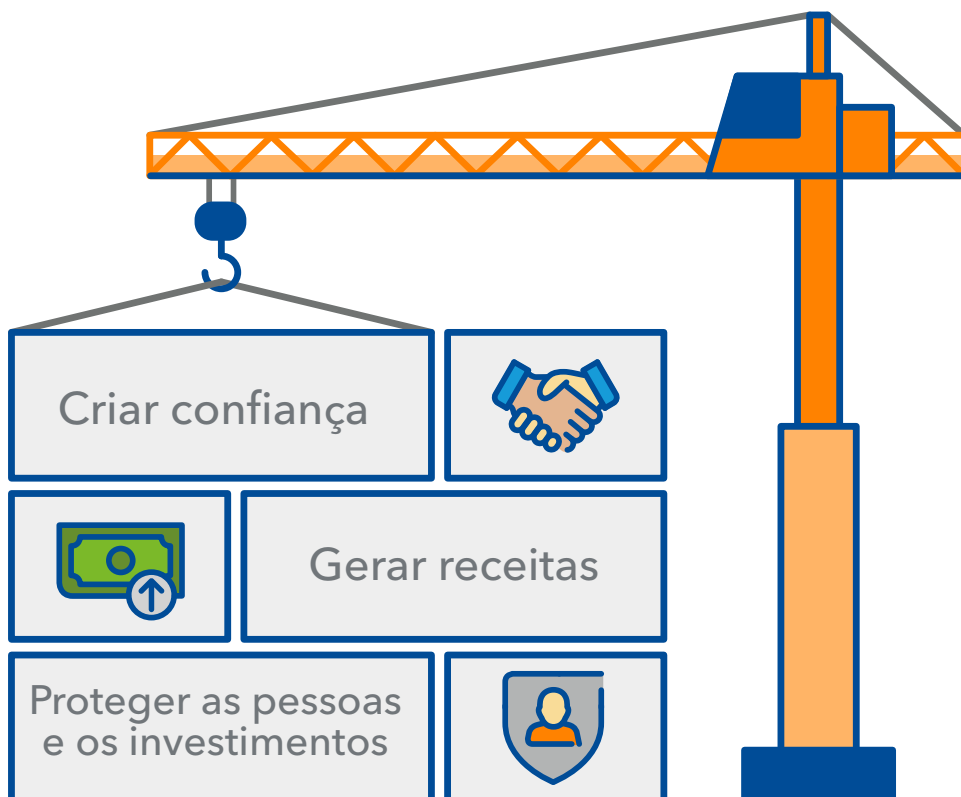 Criar confiança
Gerar receitas
Proteger as pessoas
e os investimentos